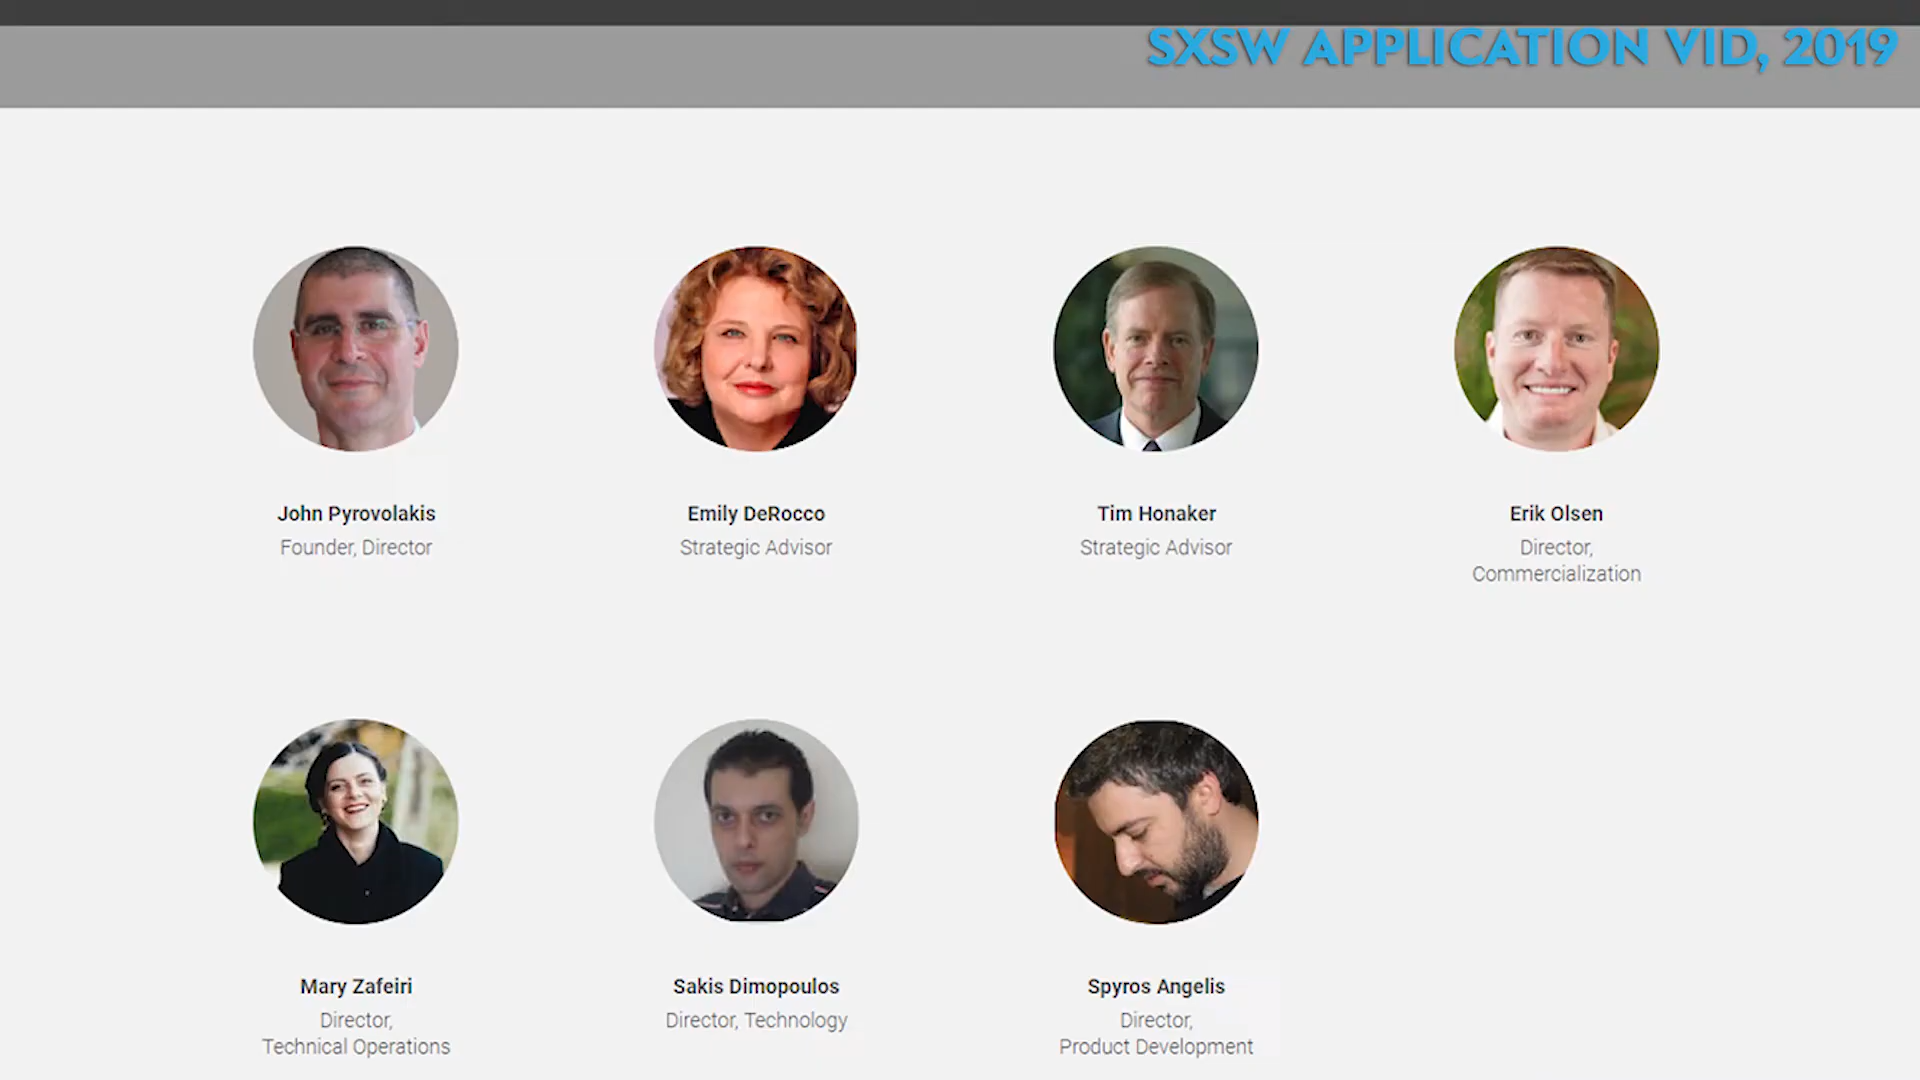 SXSW APPLICATION VID, 2019
John Pyrovolakis
Founder, Director
Emily DeRocco
Strategic Advisor
Tim Honaker
Strategic Advisor
Erik Olsen
Director,
Commercialization
Mary Zafeiri
Director,
Technical Operations
Sakis Dimopoulos
Director, Technology
Spyros Angelis
Director,
Product Development